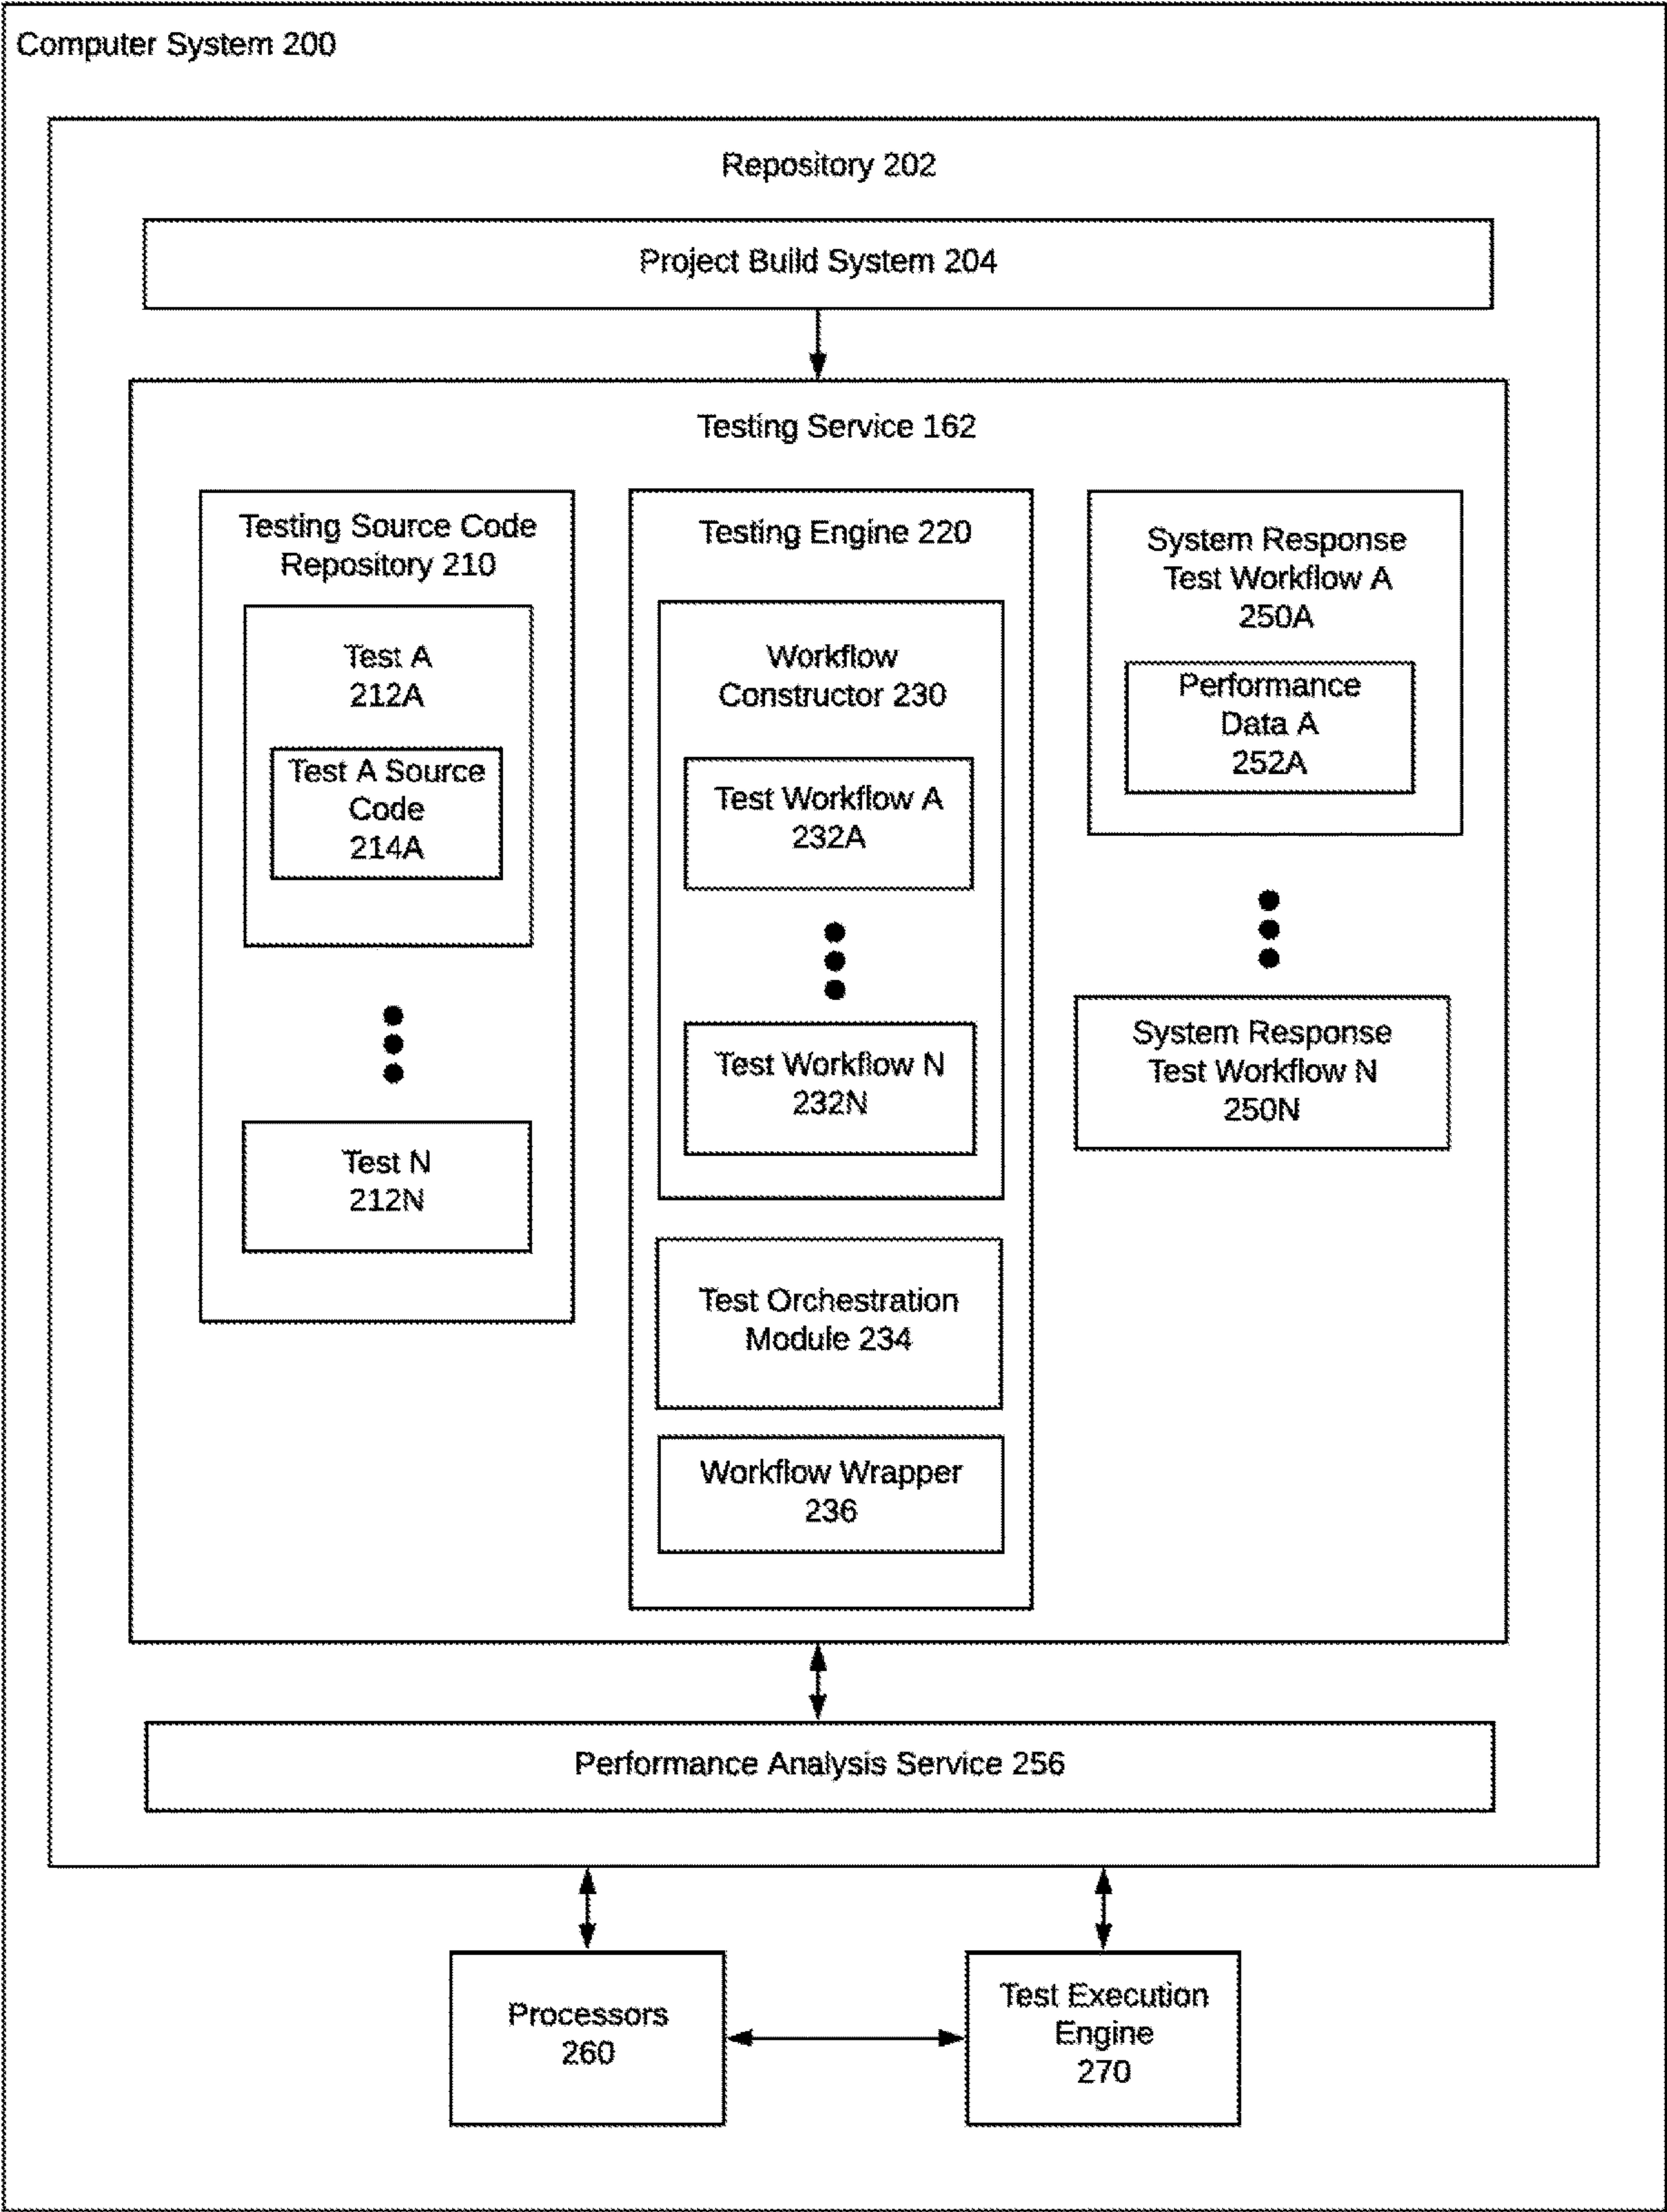 Computer System 200
Repository 202
Project Build System 204
Testing Service 162
Testing Source Code
Repository 210
Test A
212A
Test A Source
Code
214A
Test N
212N
Testing Engine 220
Workflow
Constructor 230
Test Workflow A
232A
Test Workflow N
232N
Test Orchestration
Module 234
Workflow Wrapper
236
System Response
Test Workflow A
250A
Performance
Data A
252A
System Response
Test Workflow N
250N
Performance Analysis Service 256
Processors
260
Test Execution
Engine
270